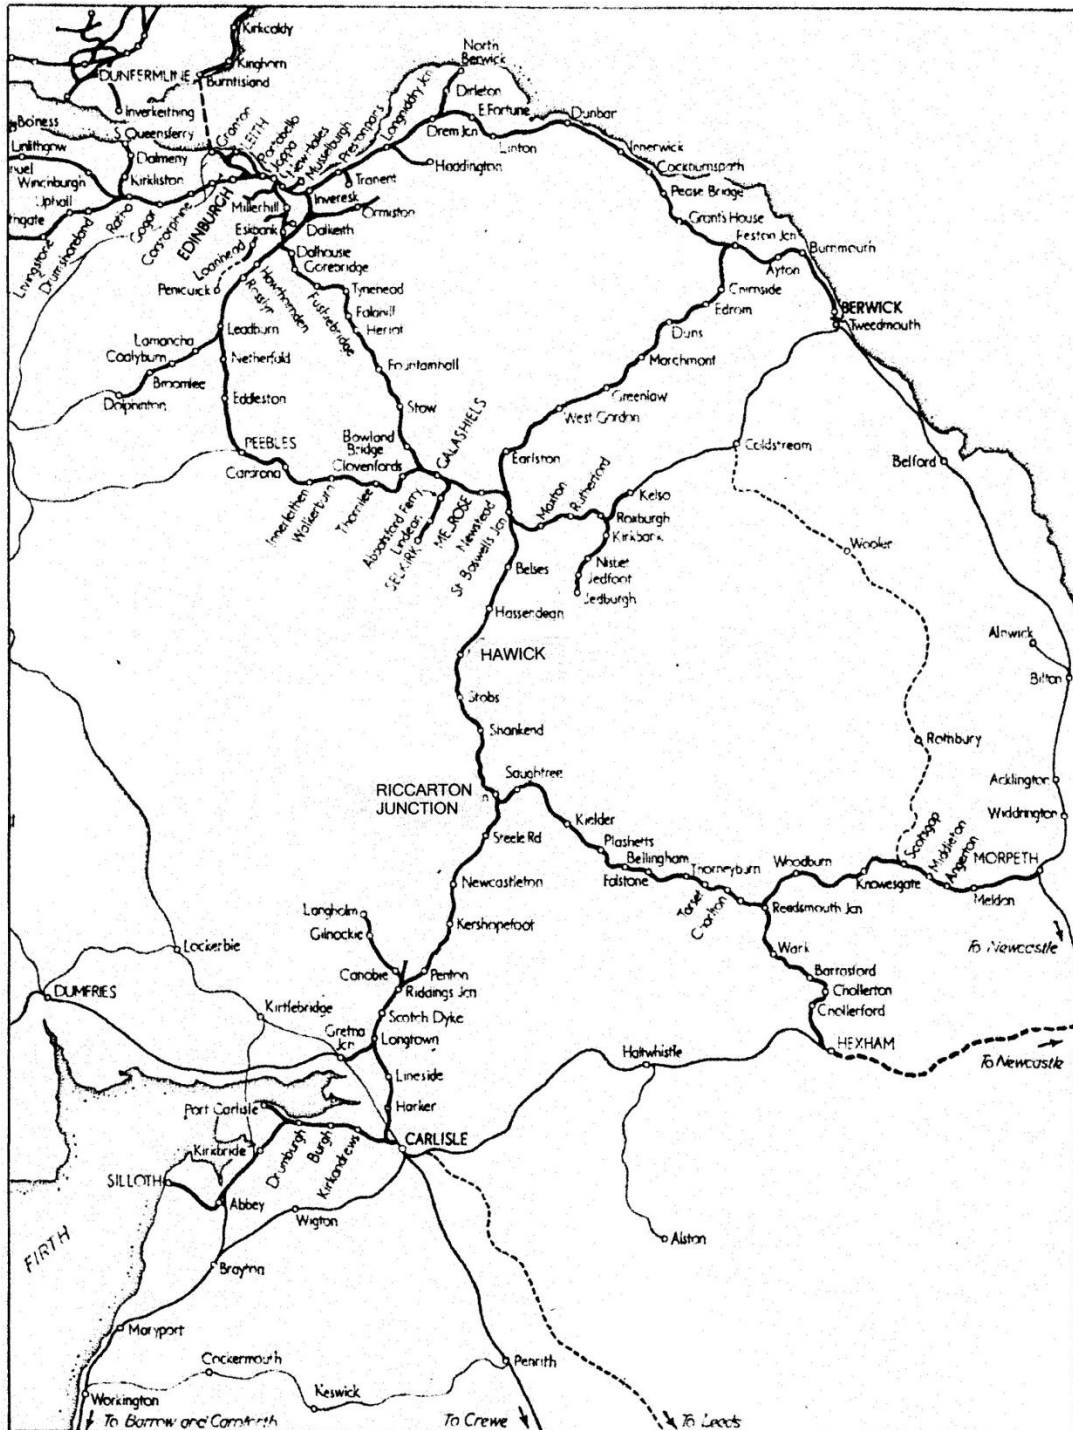 Kirkcaldy
Kinghorn
DUNFERMLINE
Burntisland
Inverkeithing
S. Queensferry
Dalmeny
Kirkliston
Winchburgh
Uphall
Livingstone
Drumshoreland
Ratho
Gogar
Corstorphine
EDINBURGH
Granton
LEITH
Portobello
Joppa
New Hailes
Musselburgh
Prestonpans
Longniddry Jcn
North
Berwick
Dirleton
E.Fortune
Drem Jcn
Linton
Haddington
Tranent
Inveresk
Ormiston
Millerhill
Eskbank
Dalkeith
Loanhead
Dalhousie
Gorebridge
Penicuick
Rosslyn
Hawthornden
Fushiebridge
Tynehead
Falahill
Heriot
Fountainhall
Stow
Bowland
Bridge
Clovenfords
GALASHIELS
Leadburn
Lamancha
Coalyburn
Broomlee
Dolphinton
Eddleston
PEEBLES
Cardrona
Innerleithen
Walkerburn
Thornilee
Abbotsford Ferry
Lindean
SELKIRK
MELROSE
Newstead
St Boswells Jcn
Dunbar
Innerwick
Cockburnspath
Pease Bridge
Grant's House
Reston Jcn
Burnmouth
Ayton
Chirnside
Edrom
Duns
Marchmont
Greenlaw
West Gordon
Earlston
BERWICK
Tweedmouth
Coldstream
Belford
Maxton
Rutherford
Kelso
Roxburgh
Kirkbank
Nisbet
Jedfoot
Jedburgh
Wooler
Belses
Hassendean
HAWICK
Stobs
Shankend
Alnwick
Bilton
Rothbury
Acklington
Widdrington
MORPETH
RICCARTON
JUNCTION
Saughtree
Kielder
Plashetts
Bellingham
Falstone
Thorneyburn
Tarset
Charlton
Woodburn
Reedsmouth Jcn
Knowesgate
Scotsgap
Middleton
Angerton
Meldon
To Newcastle
Steele Rd
Newcastleton
Kershopefoot
Langholm
Gilnockie
Canobie
Penton
Riddings Jcn
Scotch Dyke
Longtown
Gretna
Jcn
Lineside
Harker
CARLISLE
Wark
Barrasford
Chollerton
Chollerford
HEXHAM
To Newcastle
Haltwhistle
Alston
Lockerbie
DUMFRIES
Kirtlebridge
Port Carlisle
Kirkbride
Drumburgh
Burgh
Kirkandrews
SILLOTH
Abbey
Wigton
FIRTH
Brayton
Maryport
Cockermouth
Keswick
Penrith
Workington
To Barrow and Carnforth
To Crewe
To Leeds